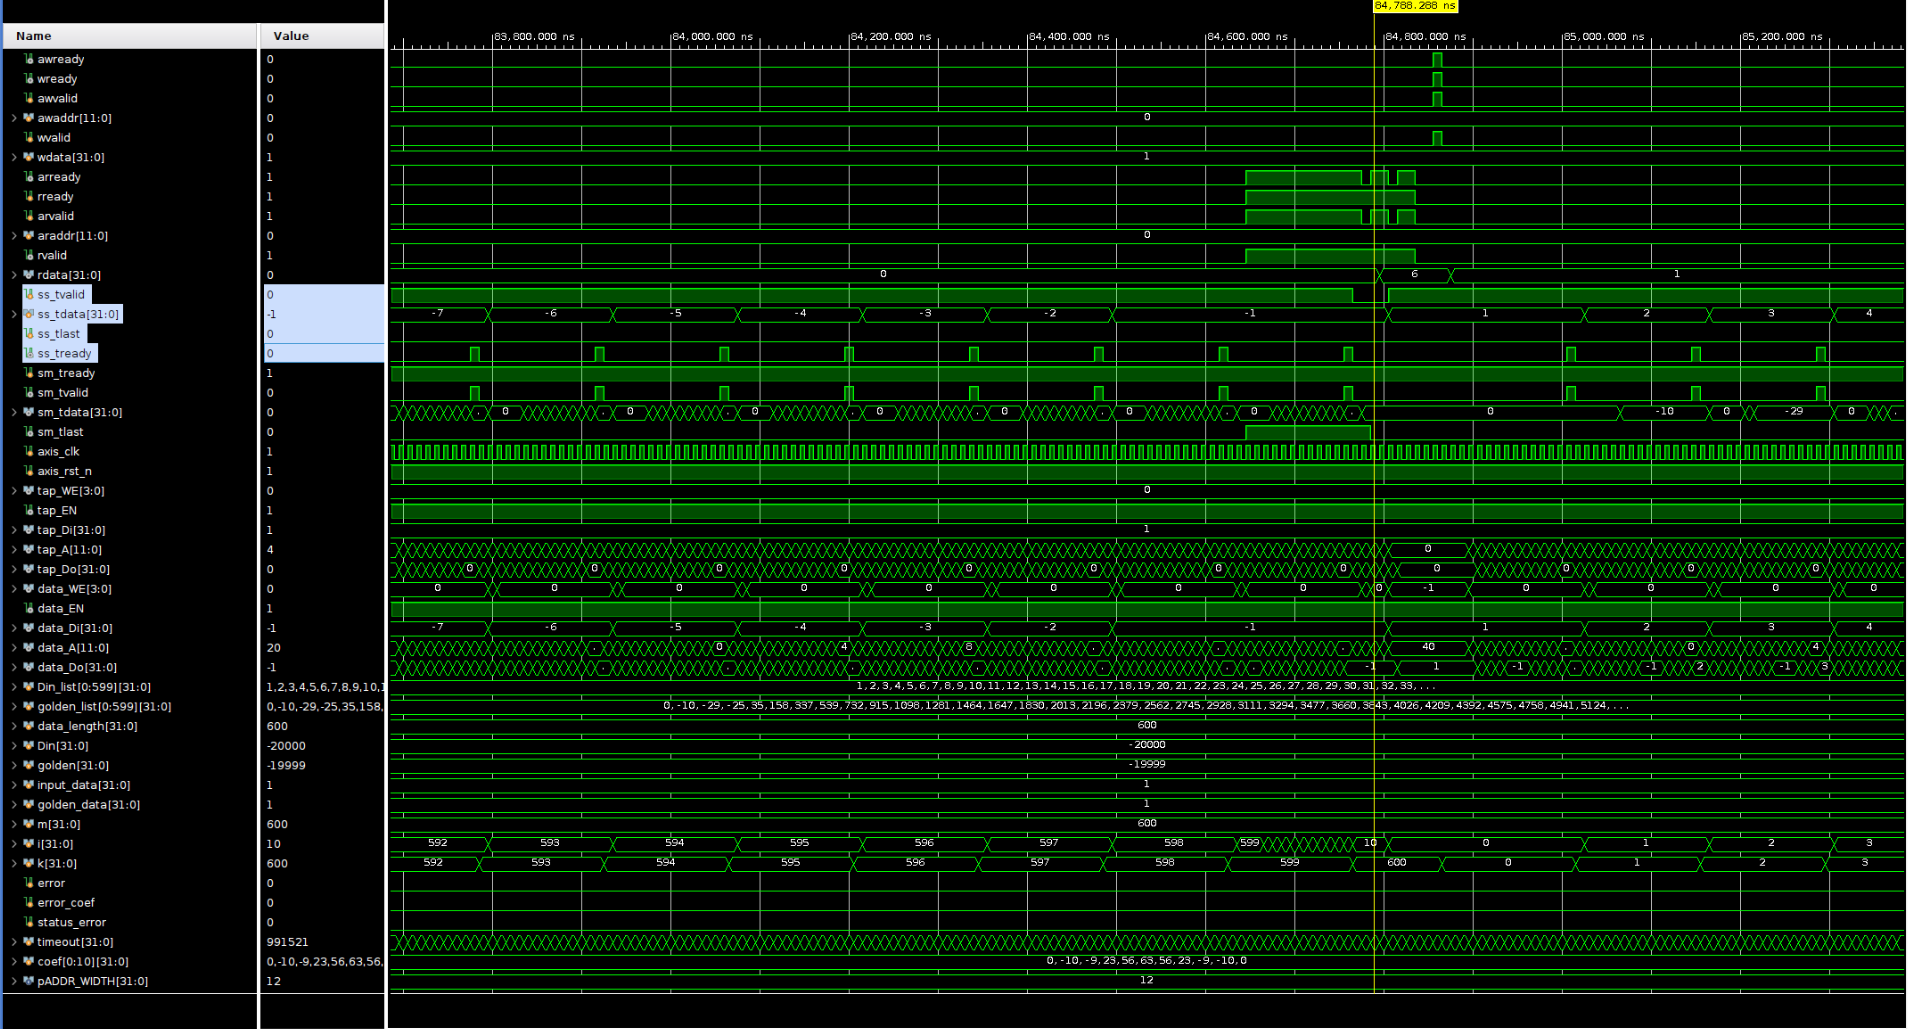 84,788.288 ns
Name Value
83,800.000 ns 84,000.000 ns 84,200.000 ns 84,400.000 ns 84,600.000 ns 84,800.000 ns 85,000.000 ns 85,200.000 ns
awready 0
wready 0
awvalid 0
awaddr[11:0] 0 0
wvalid 0
wdata[31:0] 1 1
arready 1
rready 1
arvalid 1
araddr[11:0] 0 0
rvalid 1
rdata[31:0] 0 0 6 1
ss_tvalid 0
ss_tdata[31:0] -1 -7 -6 -5 -4 -3 -2 -1 1 2 3 4
ss_tlast 0
ss_tready 0
sm_tready 1
sm_tvalid 0
sm_tdata[31:0] 0 . 0 . 0 . 0 . 0 . 0 . 0 . 0 . 0 -10 0 -29 0 .
sm_tlast 0
axis_clk 1
axis_rst_n 1
tap_WE[3:0] 0 0
tap_EN 1
tap_Di[31:0] 1 1
tap_A[11:0] 4 0
tap_Do[31:0] 0 0 0 0 0 0 0 0 0 0 0 0 0
data_WE[3:0] 0 0 0 0 0 0 0 0 0 0 -1 0 0 0 0
data_EN 1
data_Di[31:0] -1 -7 -6 -5 -4 -3 -2 -1 1 2 3 4
data_A[11:0] 20 . 0 4 8 . . . 40 . 0 4
data_Do[31:0] -1 . . . . . . . -1 1 -1 . -1 2 -1 3
Din_list[0:599][31:0] 1,2,3,4,5,6,7,8,9,10,1 1,2,3,4,5,6,7,8,9,10,11,12,13,14,15,16,17,18,19,20,21,22,23,24,25,26,27,28,29,30,31,32,33,...
golden_list[0:599][31:0] 0,-10,-29,-25,35,158, 0,-10,-29,-25,35,158,337,539,732,915,1098,1281,1464,1647,1830,2013,2196,2379,2562,2745,2928,3111,3294,3477,3660,3843,4026,4209,4392,4575,4758,4941,5124,...
data_length[31:0] 600 600
Din[31:0] -20000 -20000
golden[31:0] -19999 -19999
input_data[31:0] 1 1
golden_data[31:0] 1 1
m[31:0] 600 600
i[31:0] 10 592 593 594 595 596 597 598 599 10 0 1 2 3
k[31:0] 600 592 593 594 595 596 597 598 599 600 0 1 2 3
error 0
error_coef 0
status_error 0
timeout[31:0] 991521
coef[0:10][31:0] 0,-10,-9,23,56,63,56, 0,-10,-9,23,56,63,56,23,-9,-10,0
pADDR_WIDTH[31:0] 12 12